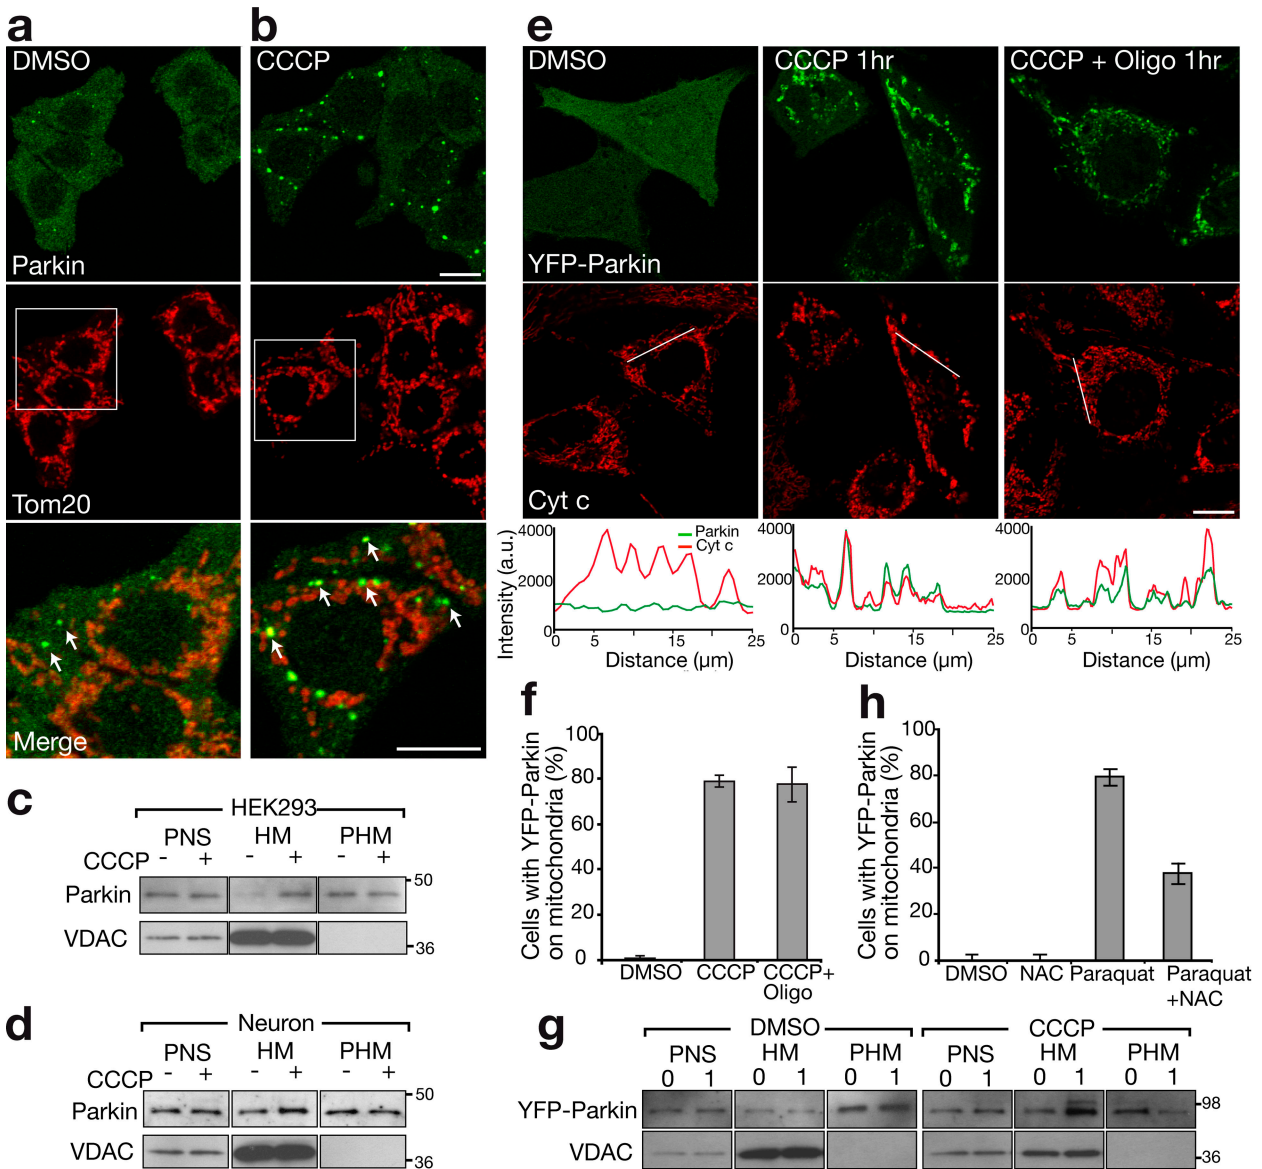 a
DMSO
Parkin
Tom20
Merge
b
CCCP
e
DMSO
YFP-Parkin
CCCP 1hr
CCCP + Oligo 1hr
Cyt c
Intensity (a.u.)
4000
2000
0
Parkin
Cyt c
0 5 15 25
Distance (µm)
4000
2000
0
0 5 15 25
Distance (µm)
4000
2000
0
0 5 15 25
Distance (µm)
c
HEK293
PNS HM PHM
CCCP - + - + - +
Parkin
50
VDAC
36
d
Neuron
PNS HM PHM
CCCP - + - + - +
Parkin
50
VDAC
36
f
Cells with YFP-Parkin
on mitochondria (%)
100
80
60
40
20
0
DMSO CCCP CCCP+
Oligo
h
Cells with YFP-Parkin
on mitochondria (%)
100
80
60
40
20
0
DMSO NAC Paraquat Paraquat
+NAC
g
DMSO CCCP
PNS HM PHM PNS HM PHM
0 1 0 1 0 1 0 1 0 1 0 1
YFP-Parkin
98
VDAC
36